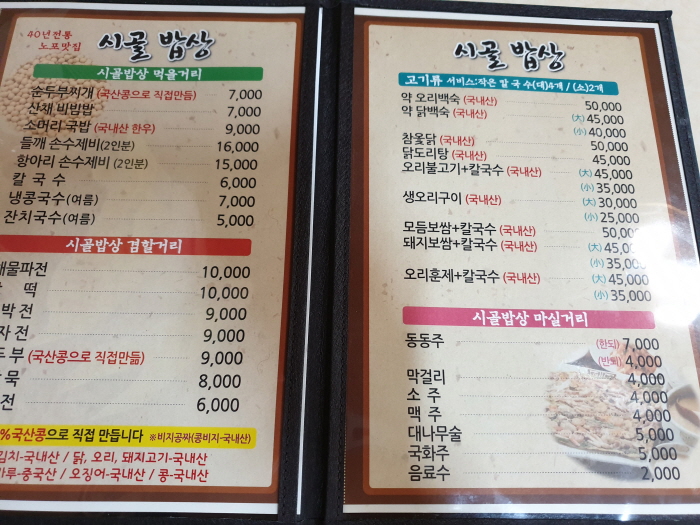 40년전통
노포맛집
시골 밥상
시골밥상 먹을거리
순두부찌개 (국산콩으로 직접만듦) 7,000
산채 비빔밥 7,000
소머리 국밥 (국내산 한우) 9,000
들깨 손수제비(2인분) 16,000
항아리 손수제비 (2인분) 15,000
칼국수 6,000
냉콩국수(여름) 7,000
잔치국수(여름) 5,000
시골밥상 겸할거리
해물파전 10,000
떡 10,000
박전 9,000
자전 9,000
두부 (국산콩으로 직접만듦) 9,000
묵 8,000
전 6,000
%국산콩으로 직접 만듭니다 ※비지공짜(콩비지-국내산)
김치-국내산 / 닭, 오리, 돼지고기-국내산
가루-중국산 / 오징어-국내산 / 콩-국내산
시골 밥상
고기류 서비스:작은 칼국수(대)4개 / (소)2개
약 오리백숙 (국내산) 50,000
약 닭백숙 (국내산) (大) 45,000
(小) 40,000
참옻닭 (국내산) 50,000
닭도리탕 (국내산) 45,000
오리불고기+칼국수 (국내산) (大) 45,000
(小) 35,000
생오리구이 (국내산) (大) 30,000
(小) 25,000
모듬보쌈+칼국수 (국내산) 50,000
돼지보쌈+칼국수 (국내산) (大) 45,000
(小) 35,000
오리훈제+칼국수 (국내산) (大) 45,000
(小) 35,000
시골밥상 마실거리
동동주 (한되) 7,000
(반되) 4,000
막걸리 4,000
소주 4,000
맥주 4,000
대나무술 5,000
국화주 5,000
음료수 2,000